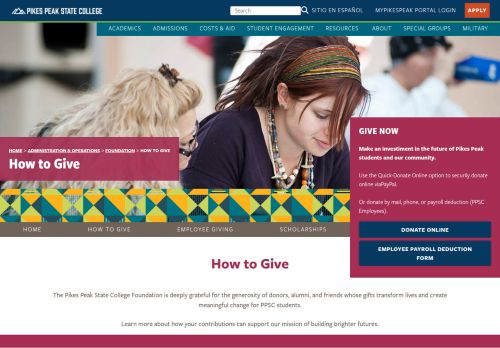 PIKES PEAK STATE COLLEGE
Search
SITIO EN ESPAÑOL
MYPIKESPEAK PORTAL LOGIN
APPLY
ACADEMICS
ADMISSIONS
COSTS & AID
STUDENT ENGAGEMENT
RESOURCES
ABOUT
SPECIAL GROUPS
MILITARY
HOME > ADMINISTRATION & OPERATIONS > FOUNDATION > HOW TO GIVE
How to Give
GIVE NOW
Make an investment in the future of Pikes Peak
students and our community.
Use the Quick-Donate Online option to securely donate
online viaPayPal.
Or donate by mail, phone, or payroll deduction (PPSC
Employees).
DONATE ONLINE
EMPLOYEE PAYROLL DEDUCTION
FORM
HOME
HOW TO GIVE
EMPLOYEE GIVING
SCHOLARSHIPS
How to Give
The Pikes Peak State College Foundation is deeply grateful for the generosity of donors, alumni, and friends whose gifts transform lives and create
meaningful change for PPSC students.
Learn more about how your contributions can support our mission of building brighter futures.